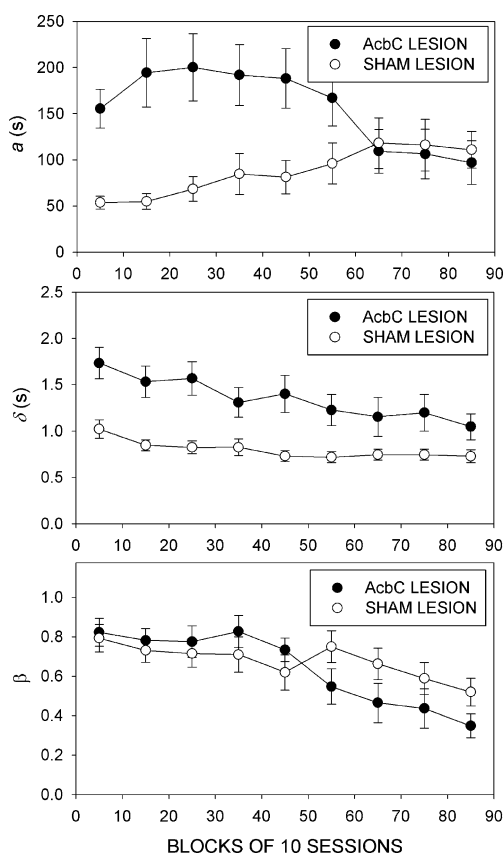 250
200
150
100
50
0
a (s)
AcbC LESION
SHAM LESION
0 10 20 30 40 50 60 70 80 90
2.5
2.0
1.5
1.0
0.5
0.0
δ (s)
AcbC LESION
SHAM LESION
0 10 20 30 40 50 60 70 80 90
1.0
0.8
0.6
0.4
0.2
0.0
β
AcbC LESION
SHAM LESION
0 10 20 30 40 50 60 70 80 90
BLOCKS OF 10 SESSIONS